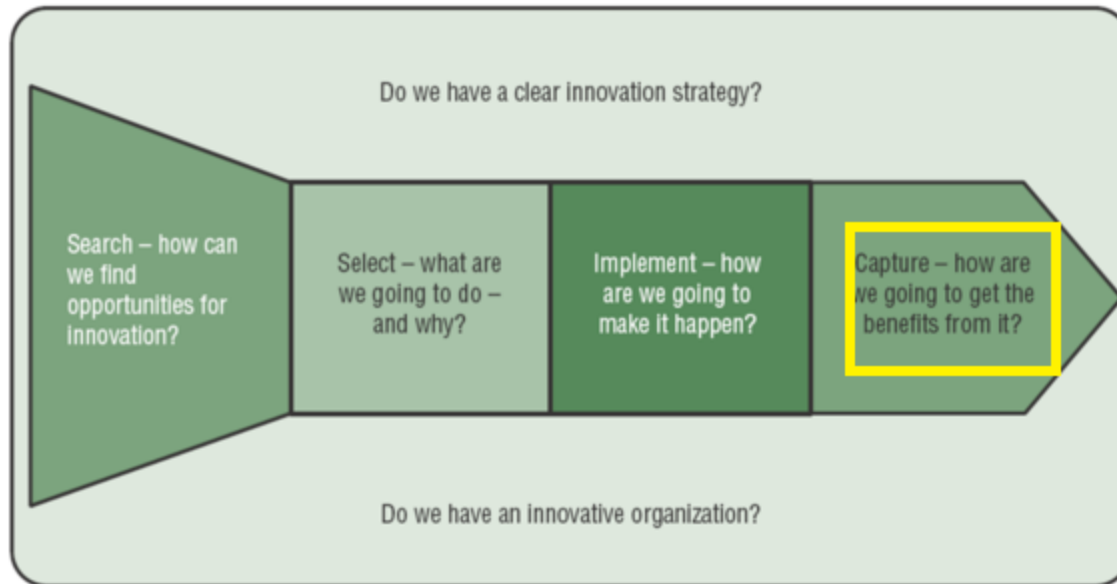 Do we have a clear innovation strategy?
Search – how can
we find
opportunities for
innovation?
Select – what are
we going to do –
and why?
Implement – how
are we going to
make it happen?
Capture – how are
we going to get the
benefits from it?
Do we have an innovative organization?